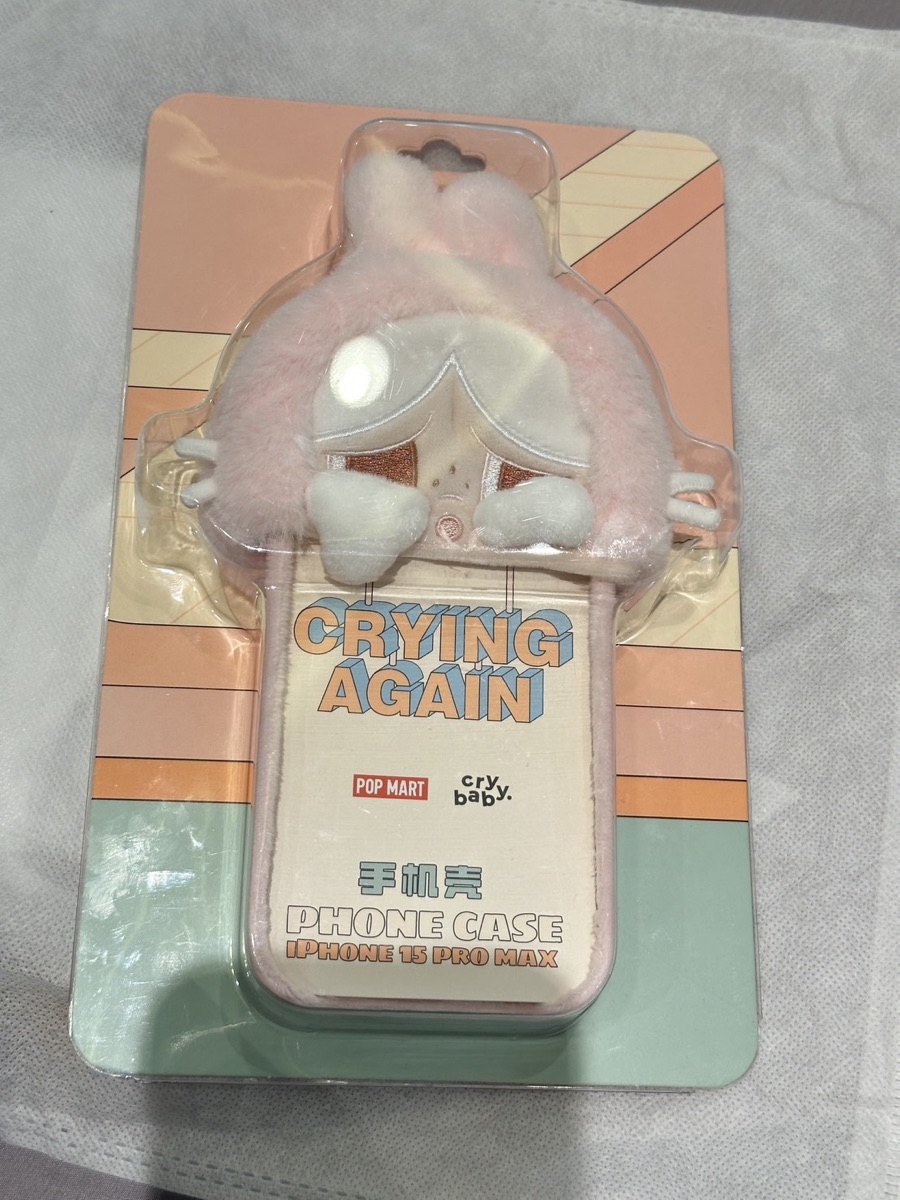 CRYING
AGAIN
POP MART
cry
baby.
手机壳
PHONE CASE
IPHONE 15 PRO MAX